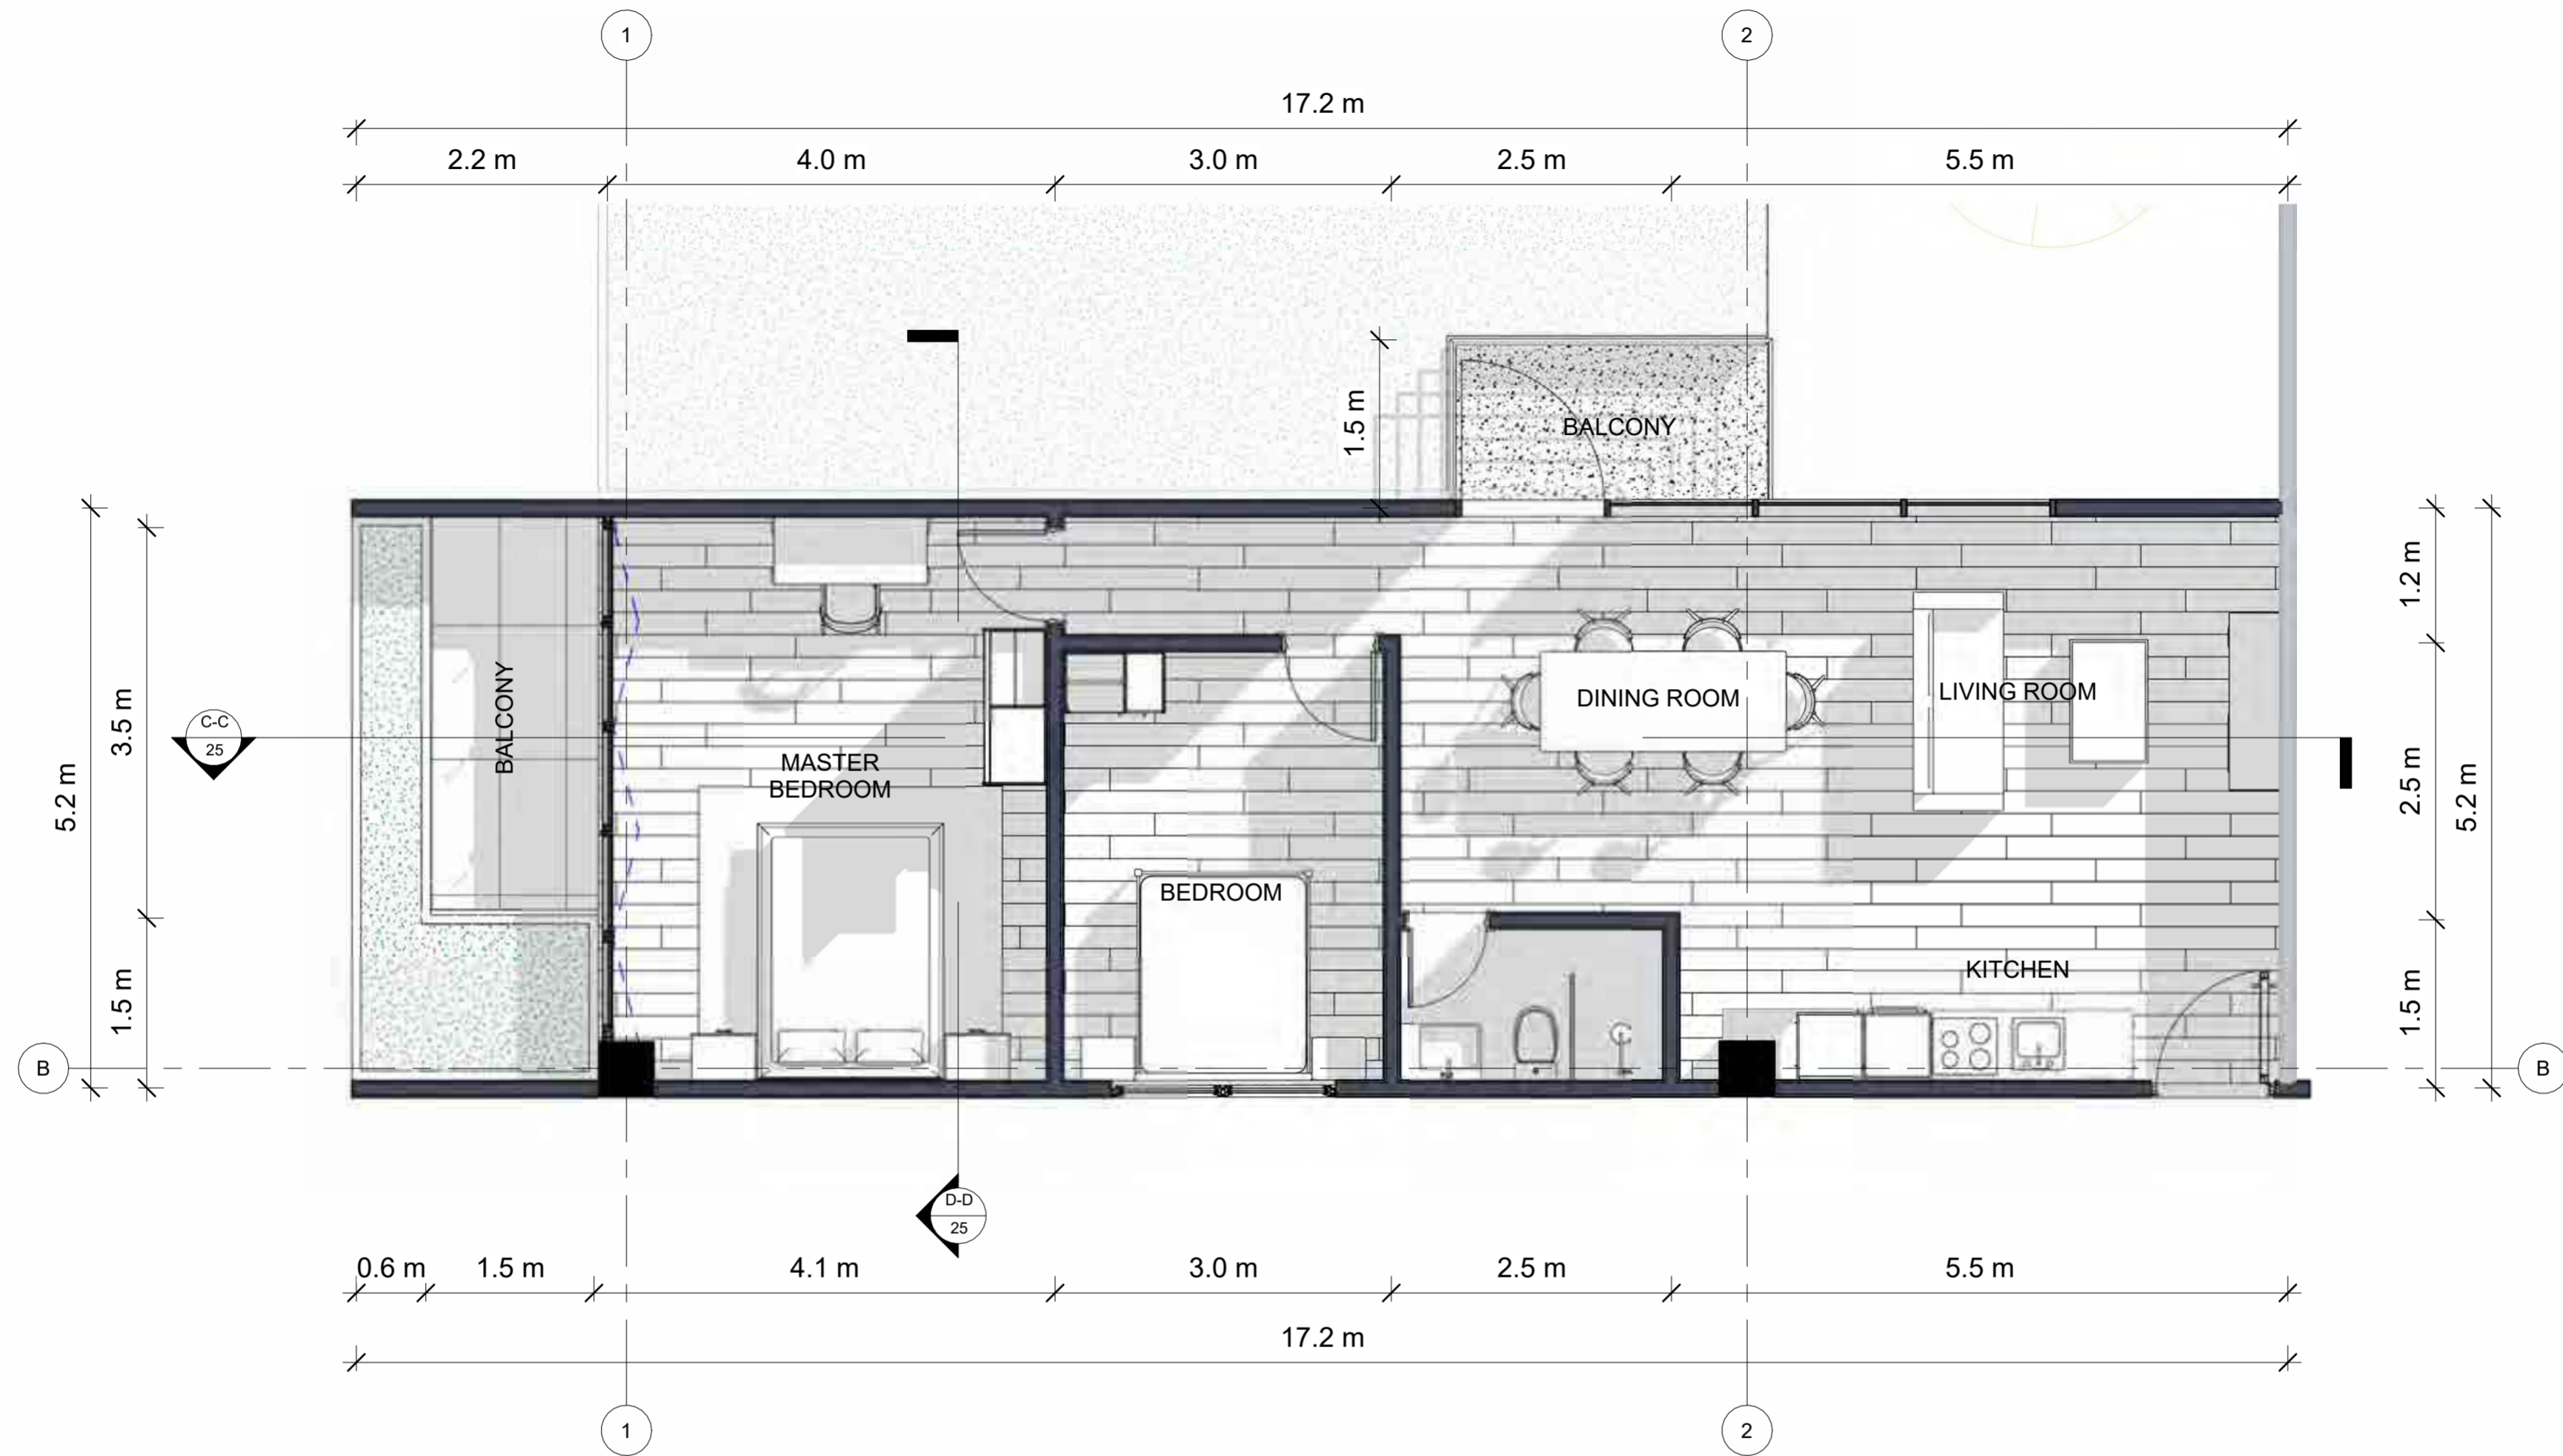 1
2
17.2 m
2.2 m
4.0 m
3.0 m
2.5 m
5.5 m
1.5 m
BALCONY
5.2 m
3.5 m
1.5 m
C-C
25
BALCONY
MASTER
BEDROOM
BEDROOM
DINING ROOM
LIVING ROOM
KITCHEN
1.2 m
2.5 m
1.5 m
5.2 m
B
B
D-D
25
0.6 m
1.5 m
4.1 m
3.0 m
2.5 m
5.5 m
17.2 m
1
2